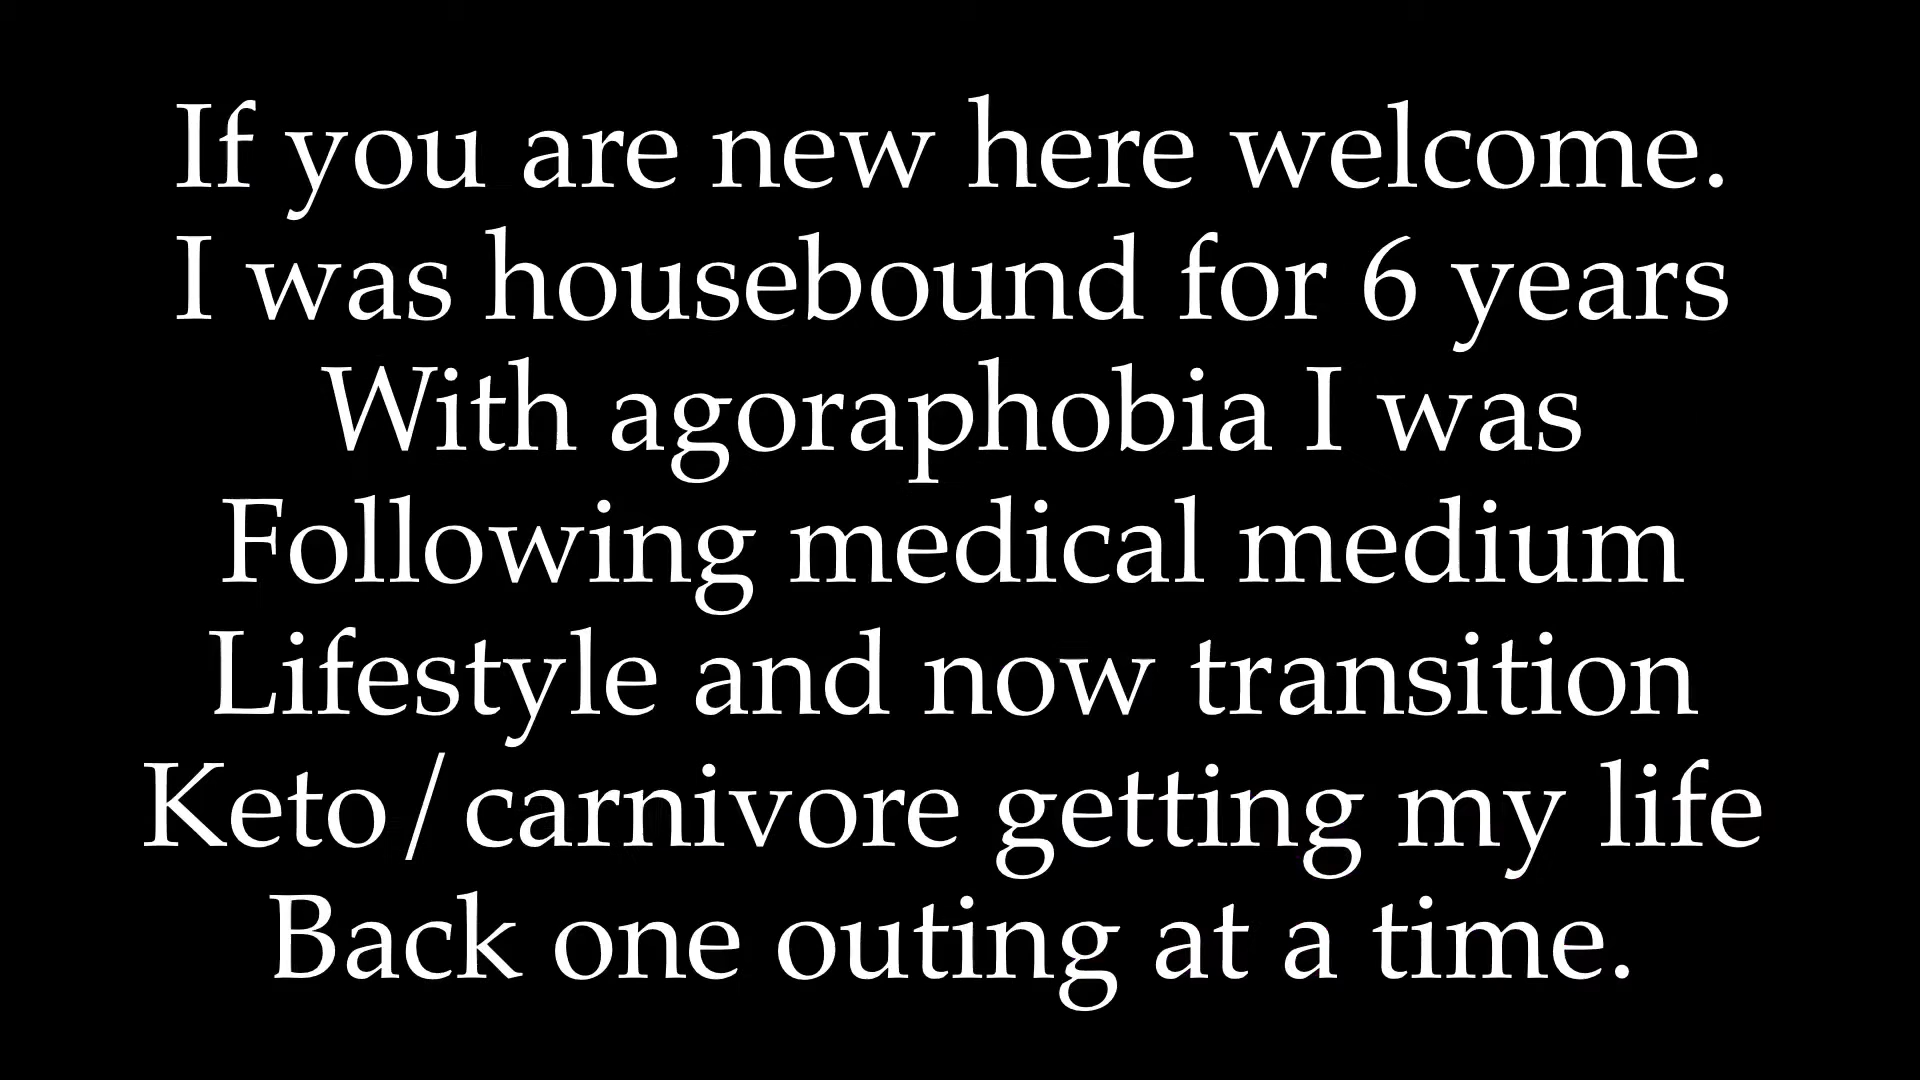 If you are new here welcome.
I was housebound for 6 years
With agoraphobia I was
Following medical medium
Lifestyle and now transition
Keto/carnivore getting my life
Back one outing at a time.